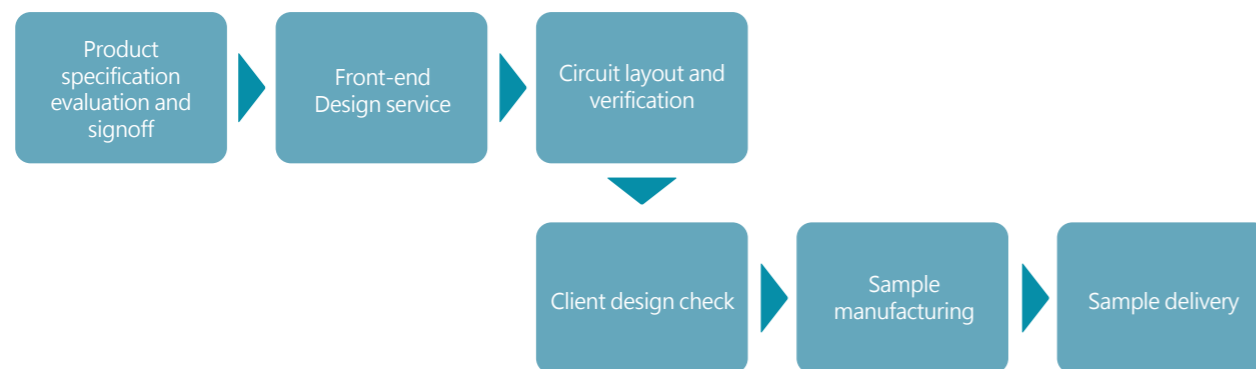 Product
specification
evaluation and
signoff
Front-end
Design service
Circuit layout and
verification
Client design check
Sample
manufacturing
Sample delivery